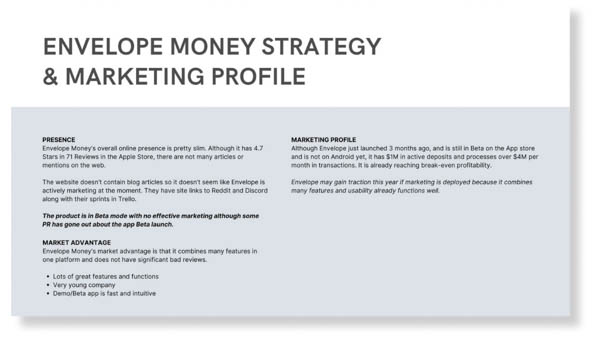 ENVELOPE MONEY STRATEGY
& MARKETING PROFILE
PRESENCE
Envelope Money's overall online presence is pretty slim. Although it has 4.7
Stars in 71 Reviews in the Apple Store, there are not many articles or
mentions on the web.
The website doesn't contain blog articles so it doesn't seem like Envelope is
actively marketing at the moment. They have site links to Reddit and Discord
along with their sprints in Trello.
The product is in Beta mode with no effective marketing although some
PR has gone out about the app Beta launch.
MARKET ADVANTAGE
Envelope Money's market advantage is that it combines many features in
one platform and does not have significant bad reviews.
• Lots of great features and functions
• Very young company
• Demo/Beta app is fast and intuitive
MARKETING PROFILE
Although Envelope just launched 3 months ago, and is still in Beta on the App store
and is not on Android yet, it has $1M in active deposits and processes over $4M per
month in transactions. It is already reaching break-even profitability.
Envelope may gain traction this year if marketing is deployed because it combines
many features and usability already functions well.